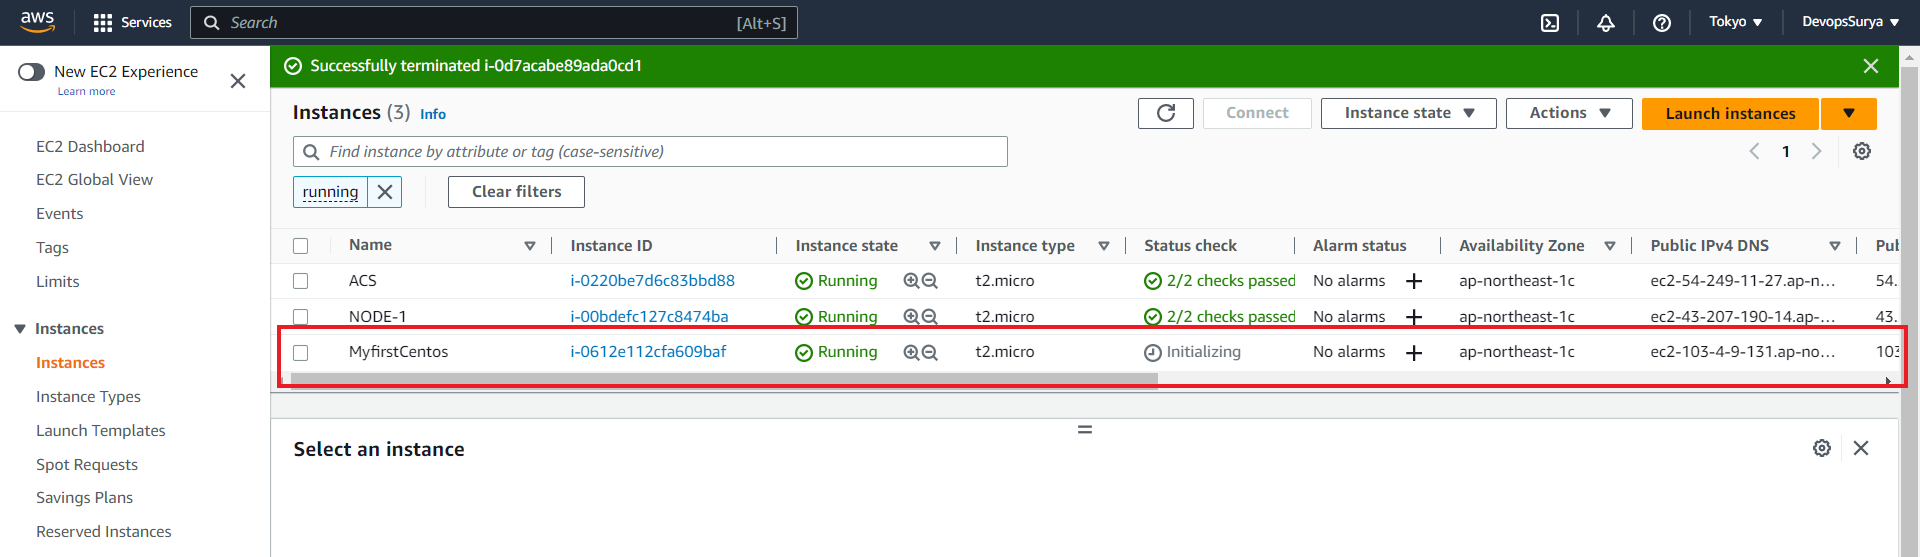 aws Services Search [Alt+S] Tokyo DevopsSurya
New EC2 Experience
Learn more
EC2 Dashboard
EC2 Global View
Events
Tags
Limits
Instances
Instances
Instance Types
Launch Templates
Spot Requests
Savings Plans
Reserved Instances
Successfully terminated i-0d7acabe89ada0cd1
Instances (3) Info Connect Instance state Actions Launch instances
Find instance by attribute or tag (case-sensitive) 1
running Clear filters
Name Instance ID Instance state Instance type Status check Alarm status Availability Zone Public IPv4 DNS Pul
ACS i-0220be7d6c83bbd88 Running t2.micro 2/2 checks passed No alarms ap-northeast-1c ec2-54-249-11-27.ap-n... 54.
NODE-1 i-00bdefc127c8474ba Running t2.micro 2/2 checks passed No alarms ap-northeast-1c ec2-43-207-190-14.ap-... 43.
MyfirstCentos i-0612e112cfa609baf Running t2.micro Initializing No alarms ap-northeast-1c ec2-103-4-9-131.ap-no... 103
Select an instance